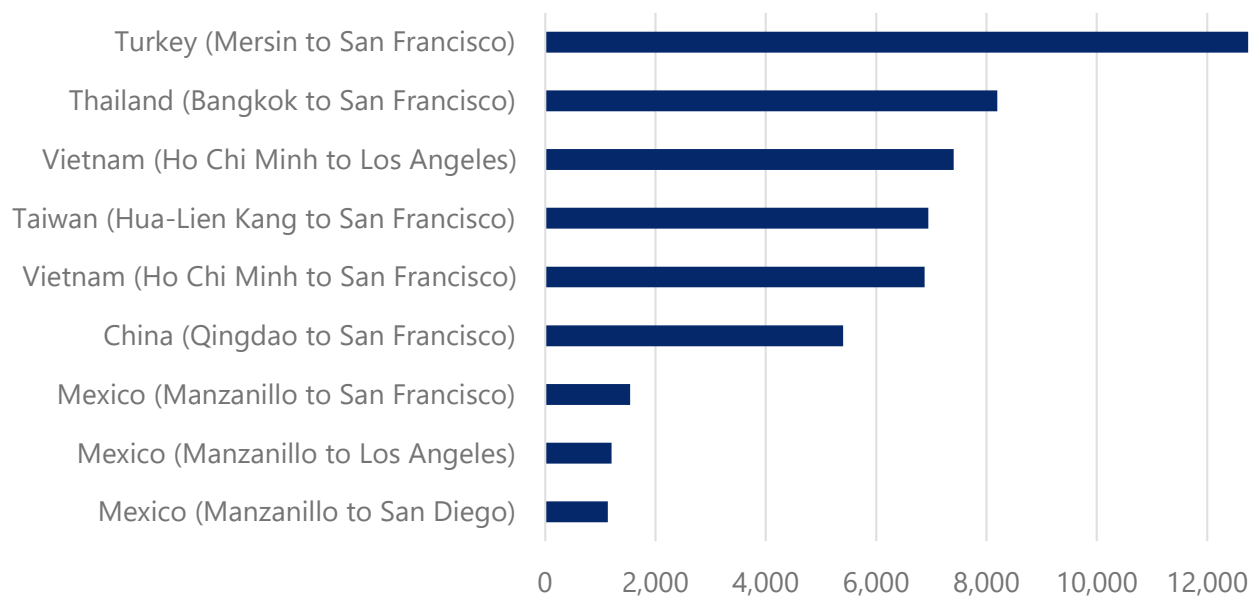 Turkey (Mersin to San Francisco)
Thailand (Bangkok to San Francisco)
Vietnam (Ho Chi Minh to Los Angeles)
Taiwan (Hua-Lien Kang to San Francisco)
Vietnam (Ho Chi Minh to San Francisco)
China (Qingdao to San Francisco)
Mexico (Manzanillo to San Francisco)
Mexico (Manzanillo to Los Angeles)
Mexico (Manzanillo to San Diego)
0 2,000 4,000 6,000 8,000 10,000 12,000